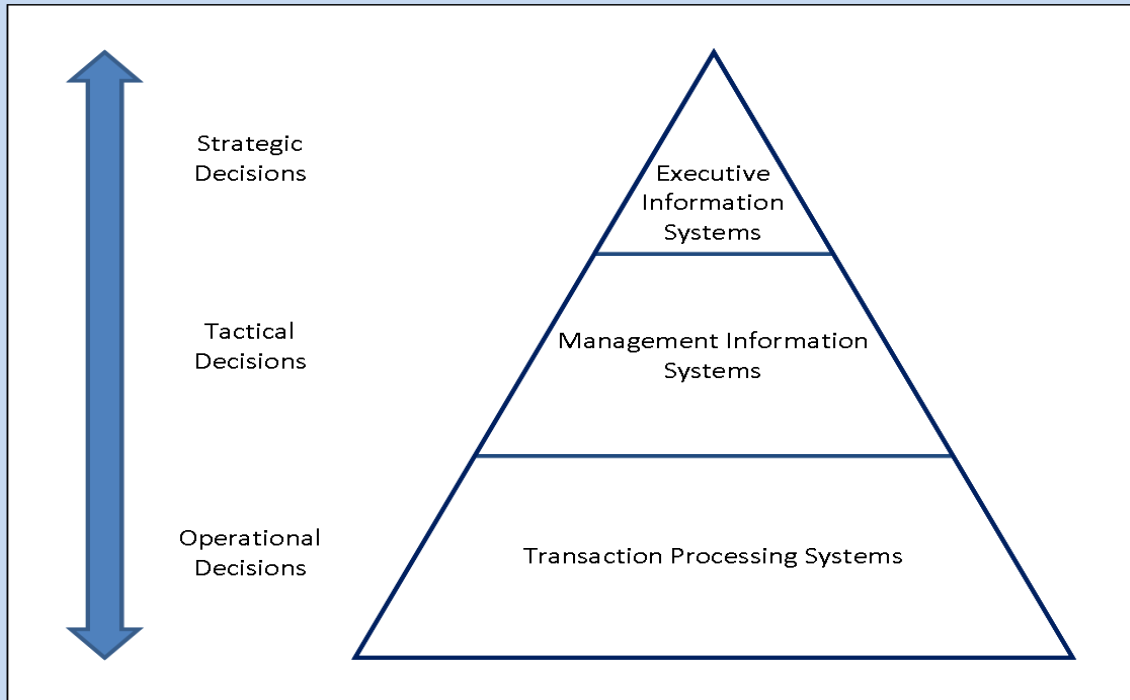 Strategic
Decisions
Executive
Information
Systems
Tactical
Decisions
Management Information
Systems
Operational
Decisions
Transaction Processing Systems